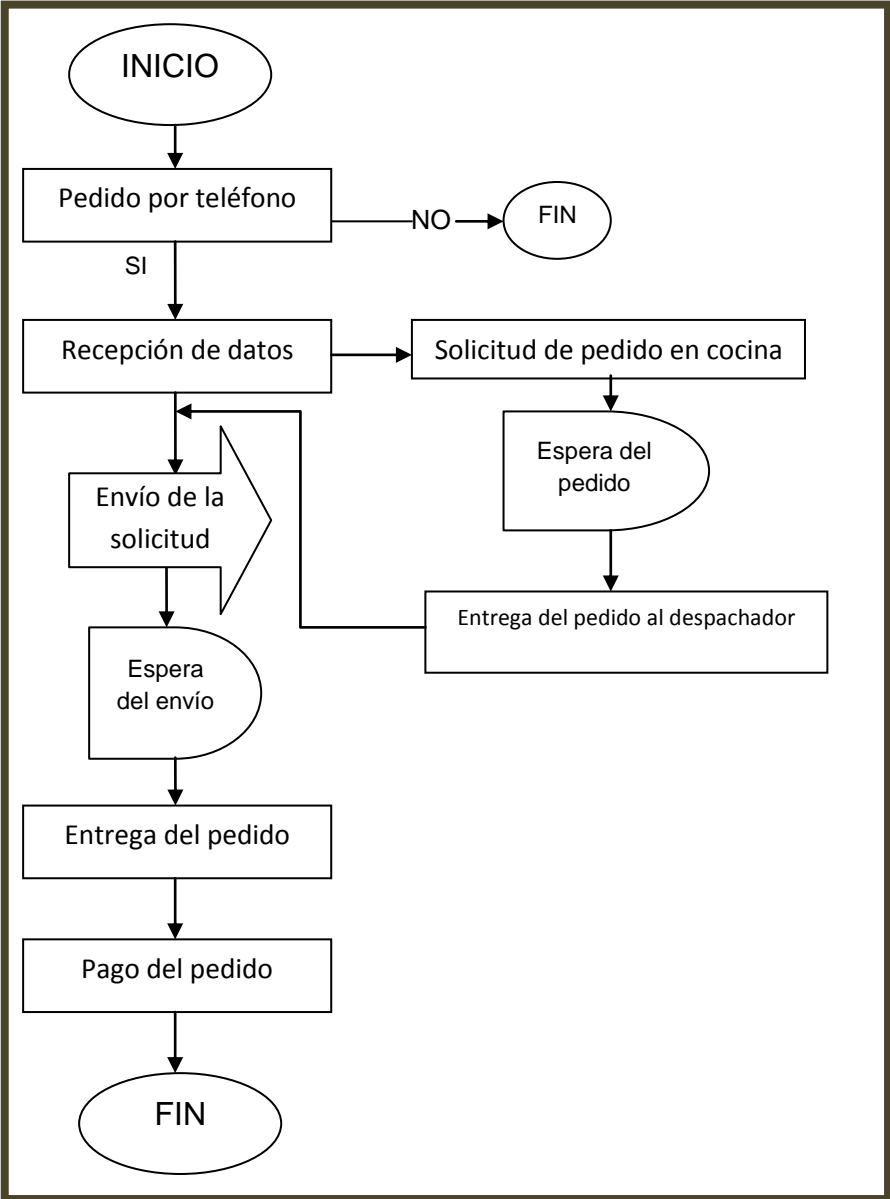 INICIO
Pedido por teléfono
NO
FIN
SI
Recepción de datos
Solicitud de pedido en cocina
Espera del
pedido
Envío de la
solicitud
Entrega del pedido al despachador
Espera
del envío
Entrega del pedido
Pago del pedido
FIN